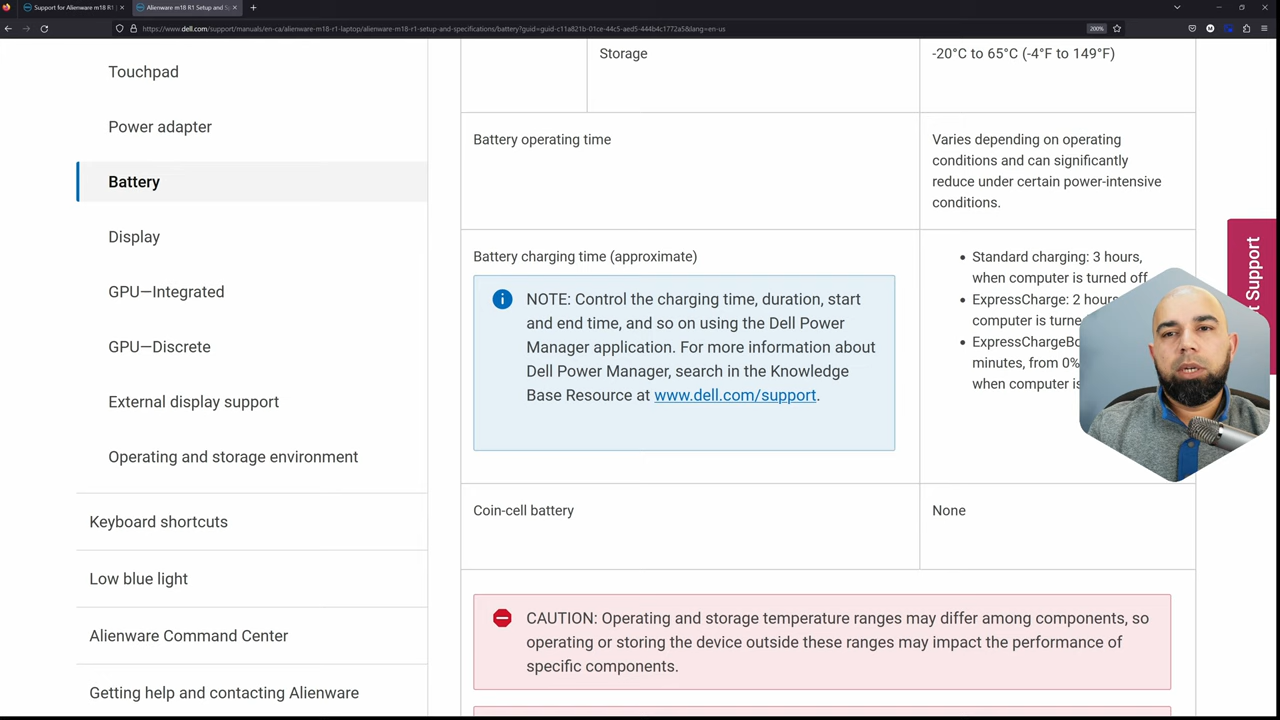 Support for Alienware m18 R1
Alienware m18 R1 Setup and Sp
https://www.dell.com/support/manuals/en-ca/alienware-m18-r1-laptop/alienware-m18-r1-setup-and-specifications/battery?guid=guid-c11a821b-01ce-44c5-aed5-444b4c1772a5&lang=en-us
200%
Touchpad
Power adapter
Battery
Display
GPU—Integrated
GPU—Discrete
External display support
Operating and storage environment
Keyboard shortcuts
Low blue light
Alienware Command Center
Getting help and contacting Alienware
Storage
-20°C to 65°C (-4°F to 149°F)
Battery operating time
Varies depending on operating
conditions and can significantly
reduce under certain power-intensive
conditions.
Battery charging time (approximate)
NOTE: Control the charging time, duration, start
and end time, and so on using the Dell Power
Manager application. For more information about
Dell Power Manager, search in the Knowledge
Base Resource at www.dell.com/support.
Standard charging: 3 hours,
when computer is turned off
ExpressCharge: 2 hours
computer is turne
ExpressChargeBo
minutes, from 0%
when computer is
Coin-cell battery
None
CAUTION: Operating and storage temperature ranges may differ among components, so
operating or storing the device outside these ranges may impact the performance of
specific components.
Support